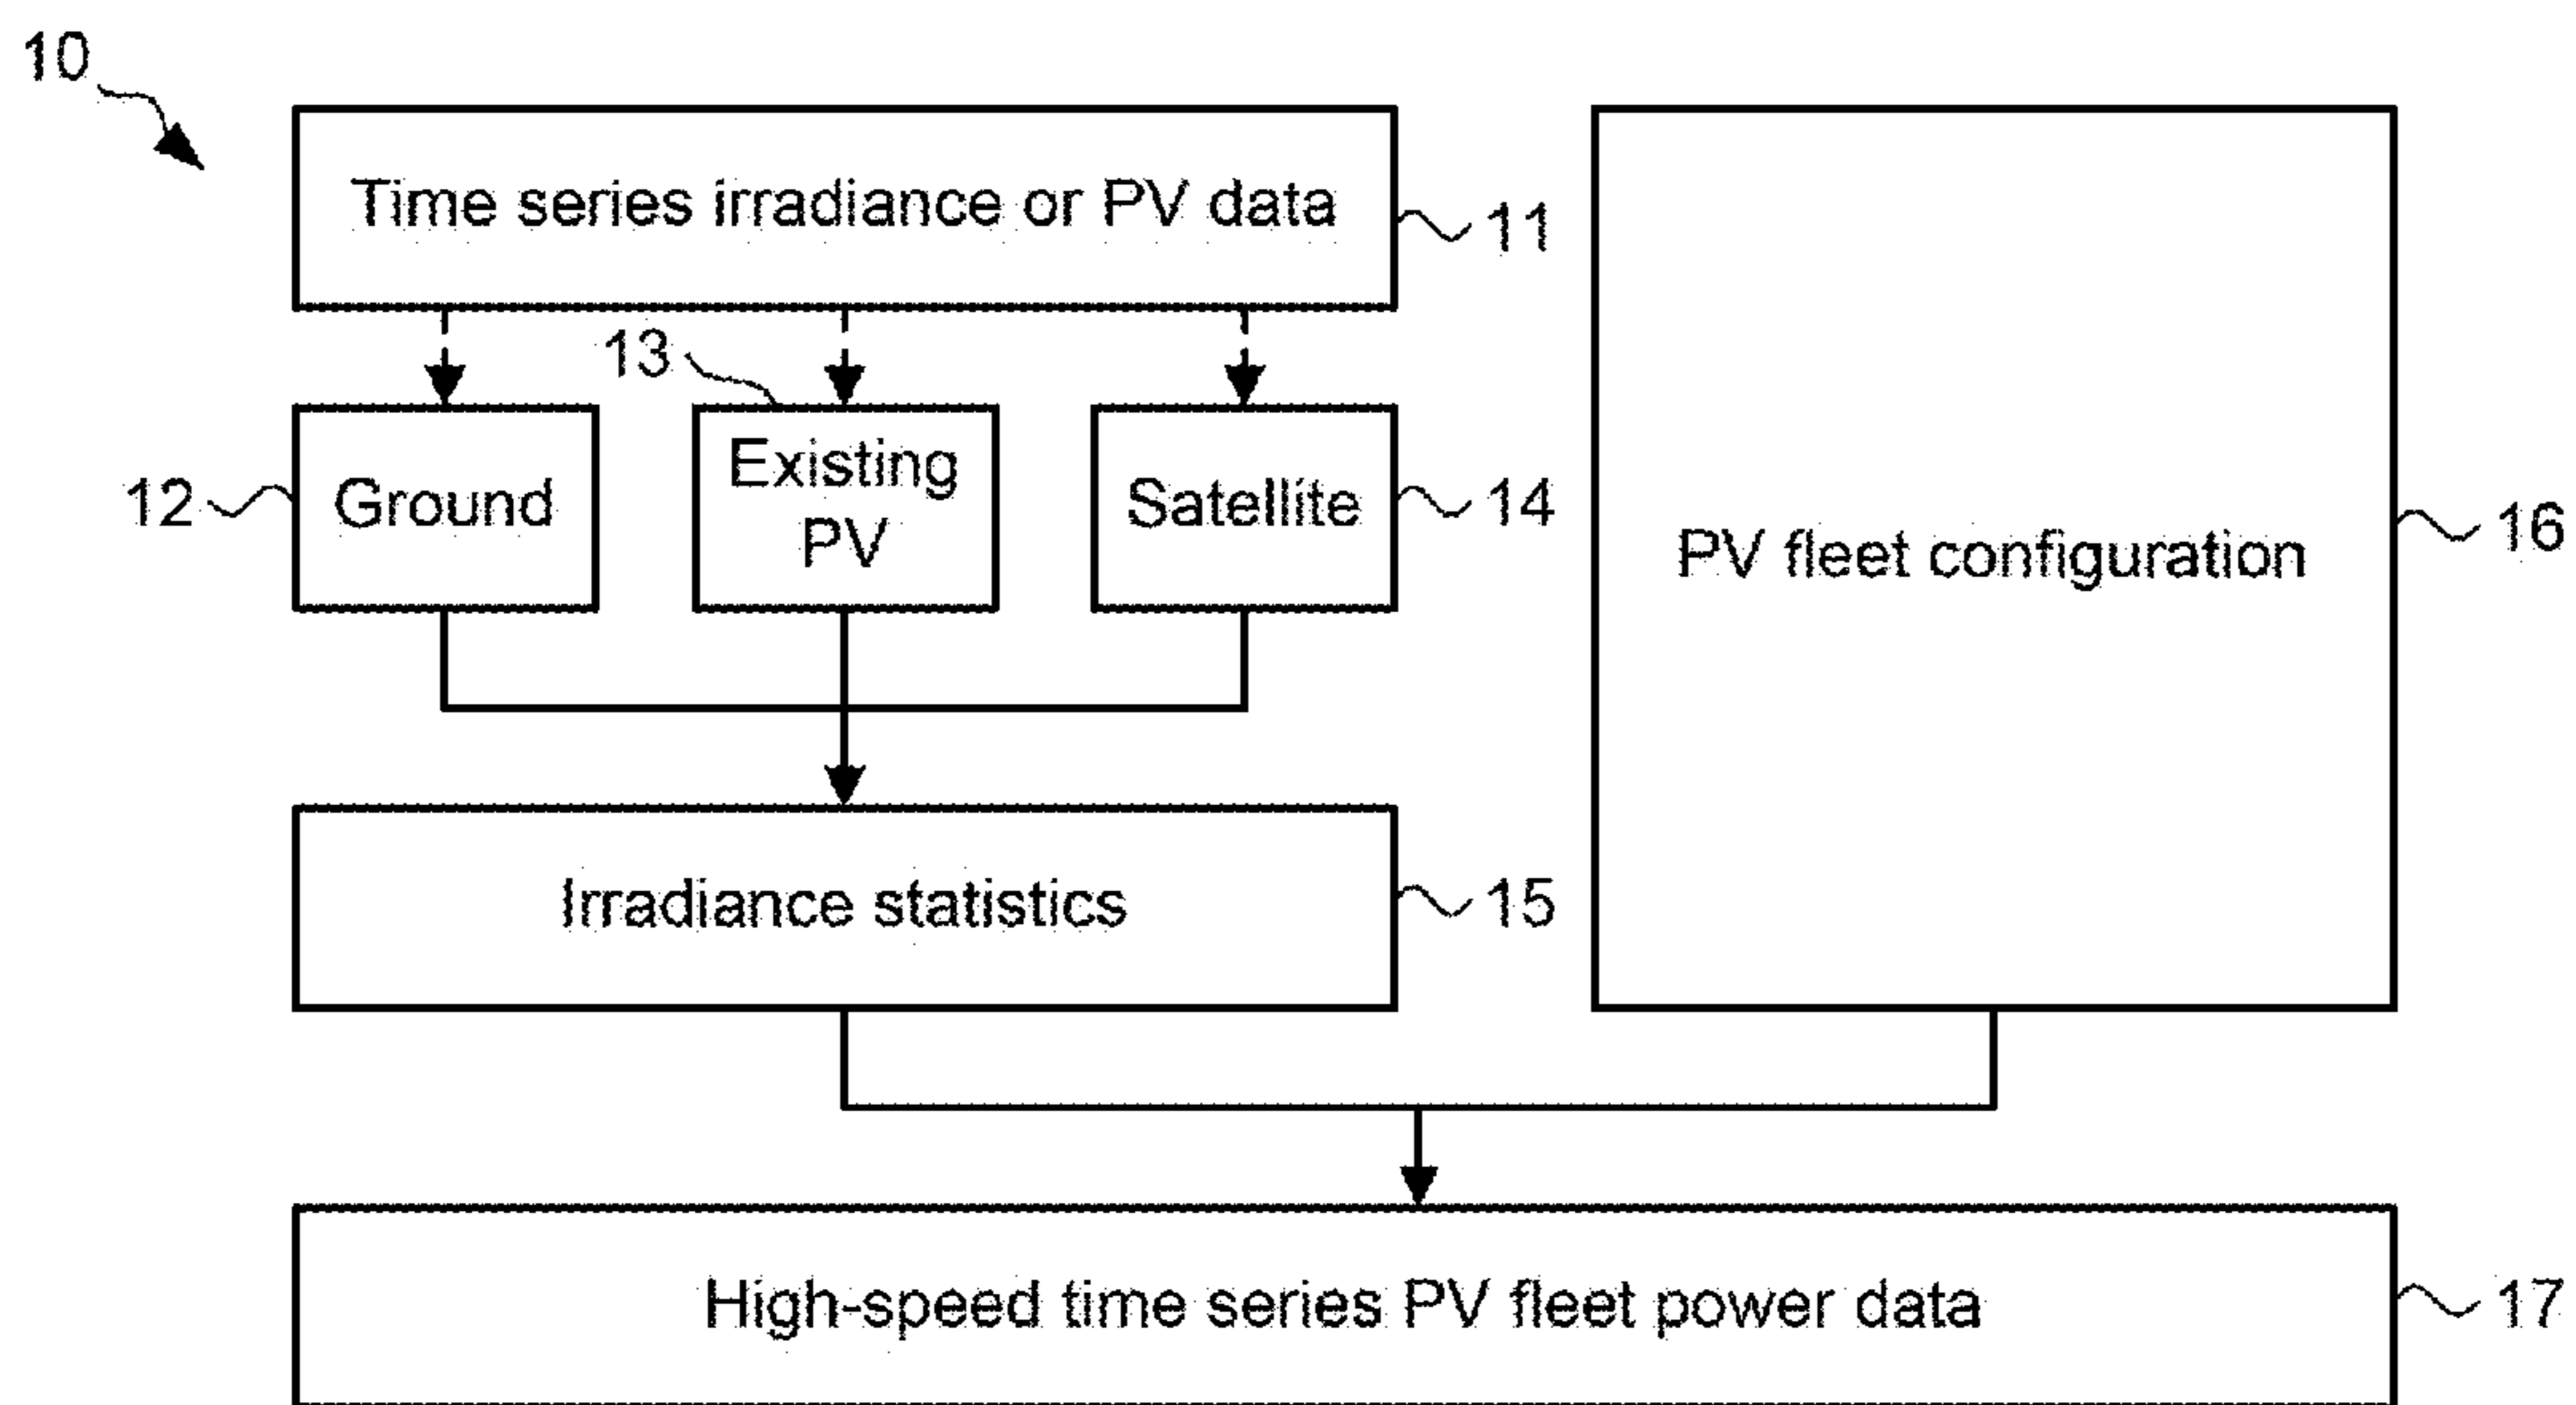 10
Time series irradiance or PV data
11
13
12
Ground
Existing
PV
Satellite
14
PV fleet configuration
16
Irradiance statistics
15
High-speed time series PV fleet power data
17